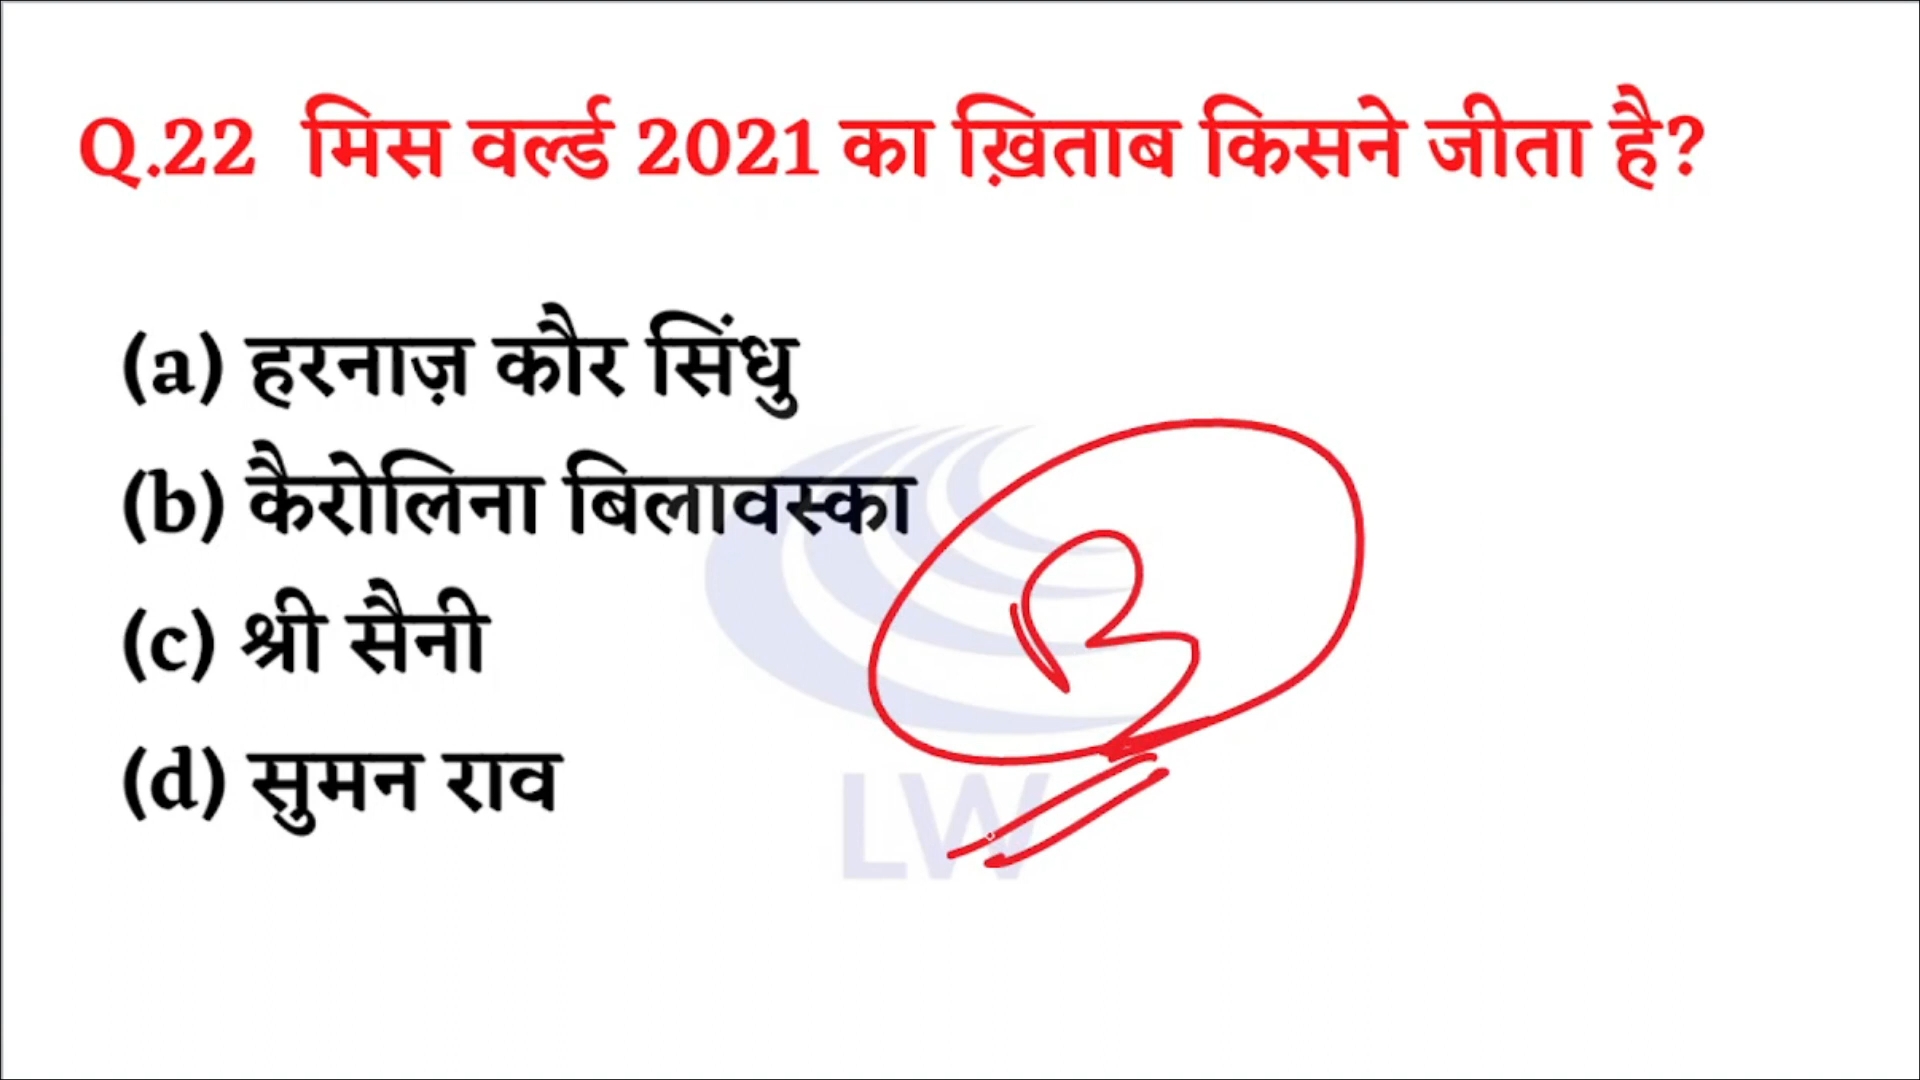 Q.22 मिस वर्ल्ड 2021 का ख़िताब किसने जीता है?
(a) हरनाज़ कौर सिंधु
(b) कैरोलिना बिलावस्का
(c) श्री सैनी
(d) सुमन राव
B
LW